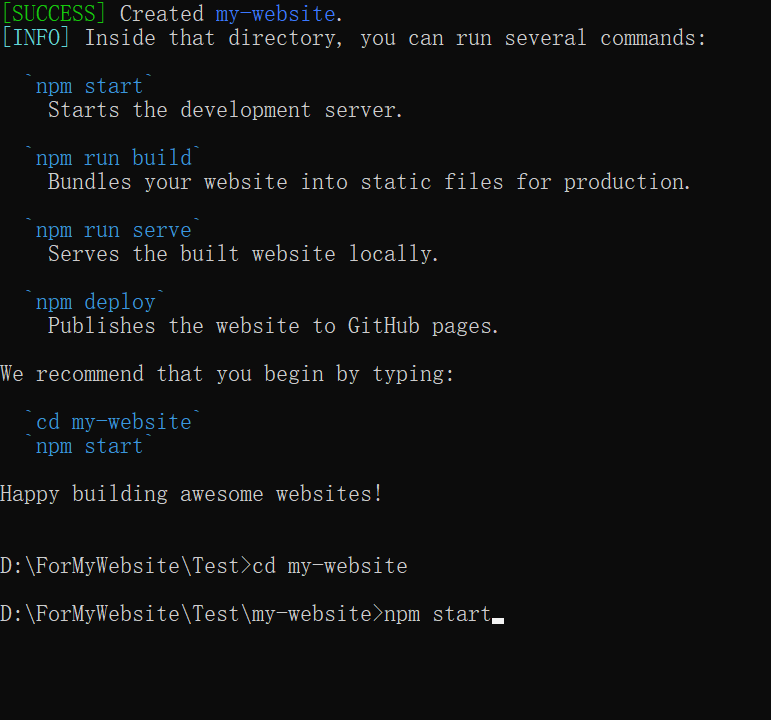 [SUCCESS] Created my-website.
[INFO] Inside that directory, you can run several commands:
`npm start`
Starts the development server.
`npm run build`
Bundles your website into static files for production.
`npm run serve`
Serves the built website locally.
`npm deploy`
Publishes the website to GitHub pages.
We recommend that you begin by typing:
`cd my-website`
`npm start`
Happy building awesome websites!
D:\ForMyWebsite\Test>cd my-website
D:\ForMyWebsite\Test\my-website>npm start